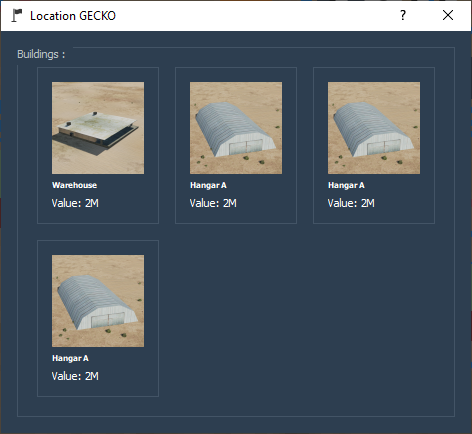 Location GECKO
?
Buildings :
Warehouse
Value: 2M
Hangar A
Value: 2M
Hangar A
Value: 2M
Hangar A
Value: 2M